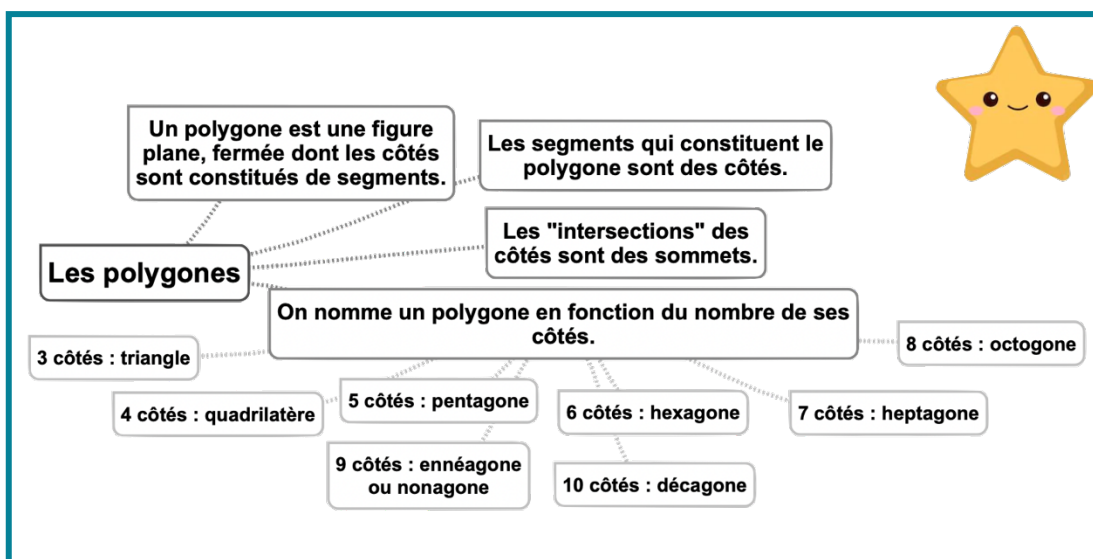 Un polygone est une figure
plane, fermée dont les côtés
sont constitués de segments.
Les segments qui constituent le
polygone sont des côtés.
Les "intersections" des
côtés sont des sommets.
Les polygones
On nomme un polygone en fonction du nombre de ses
côtés.
3 côtés : triangle
8 côtés : octogone
4 côtés : quadrilatère
5 côtés : pentagone
6 côtés : hexagone
7 côtés : heptagone
9 côtés : ennéagone
ou nonagone
10 côtés : décagone